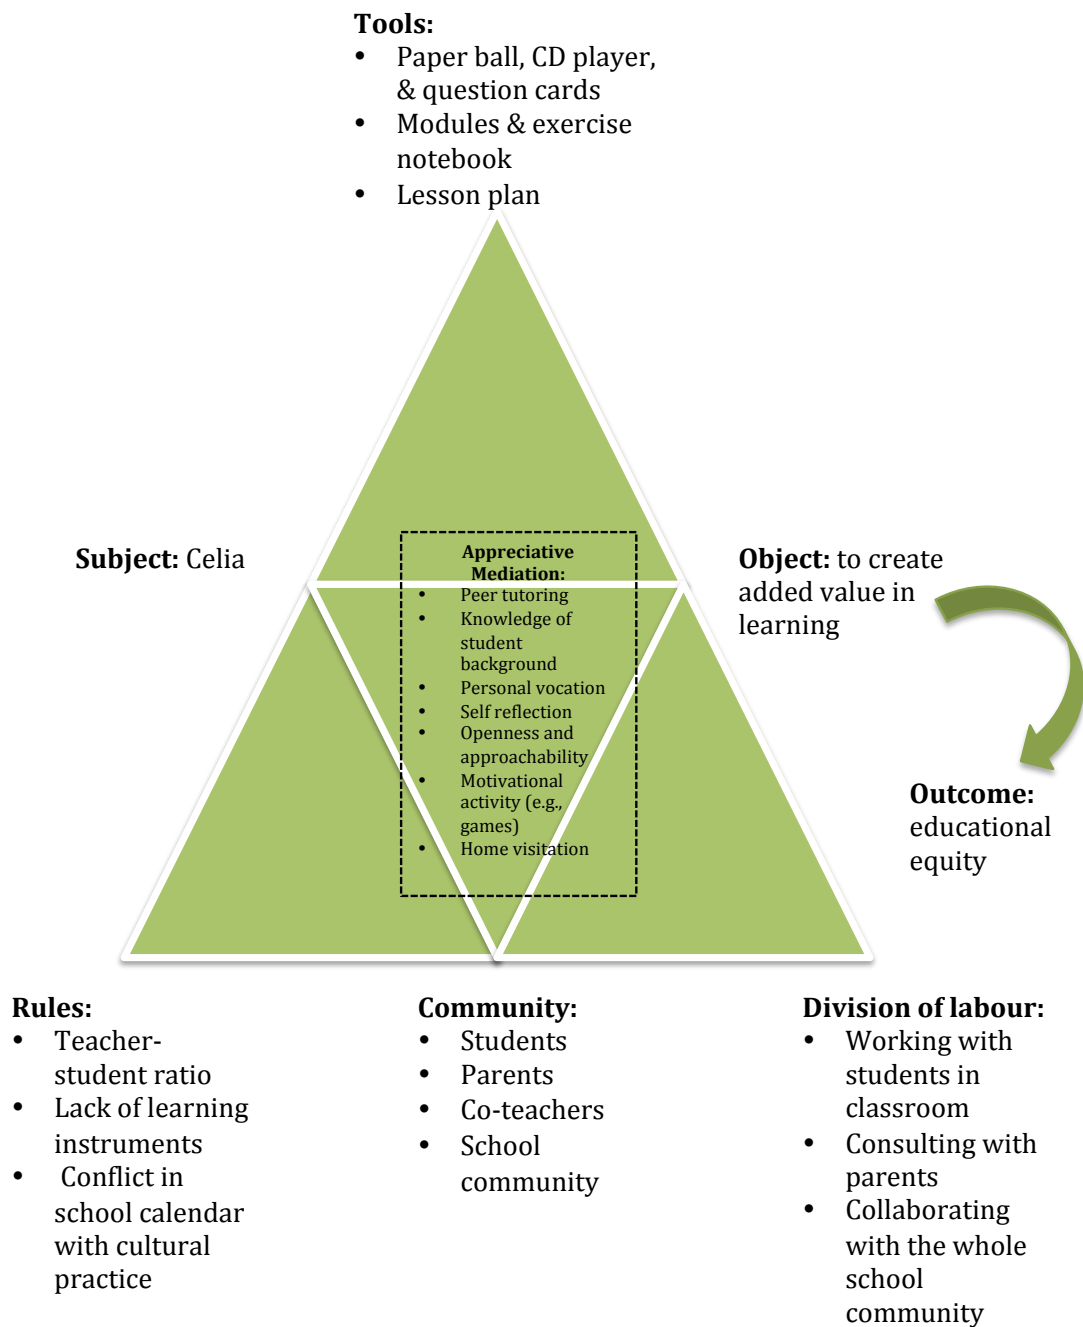 Tools:
• Paper ball, CD player,
& question cards
• Modules & exercise
notebook
• Lesson plan
Subject: Celia
Appreciative
Mediation:
• Peer tutoring
• Knowledge of
student
background
• Personal vocation
• Self reflection
• Openness and
approachability
• Motivational
activity (e.g.,
games)
• Home visitation
Object: to create
added value in
learning
Outcome:
educational
equity
Rules:
• Teacher-
student ratio
• Lack of learning
instruments
• Conflict in
school calendar
with cultural
practice
Community:
• Students
• Parents
• Co-teachers
• School
community
Division of labour:
• Working with
students in
classroom
• Consulting with
parents
• Collaborating
with the whole
school
community